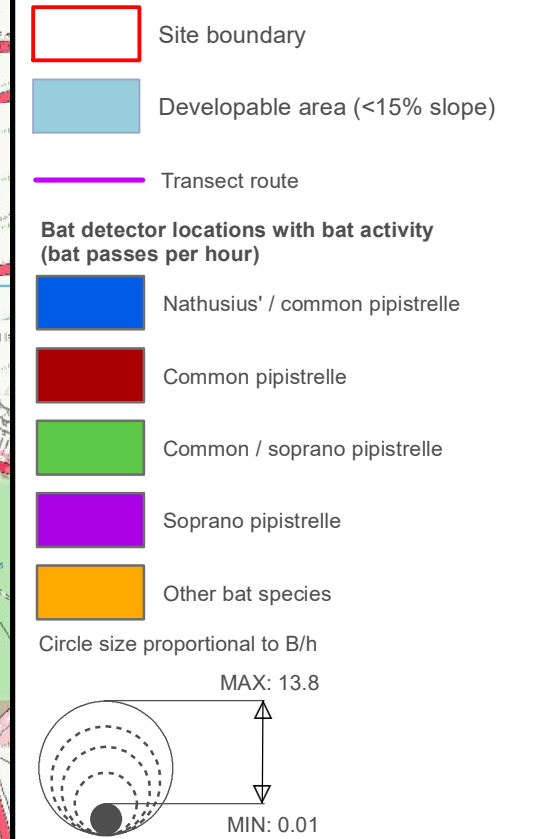 Site boundary
Developable area (<15% slope)
Transect route
Bat detector locations with bat activity
(bat passes per hour)
Nathusius' / common pipistrelle
Common pipistrelle
Common / soprano pipistrelle
Soprano pipistrelle
Other bat species
Circle size proportional to B/h
MAX: 13.8
MIN: 0.01